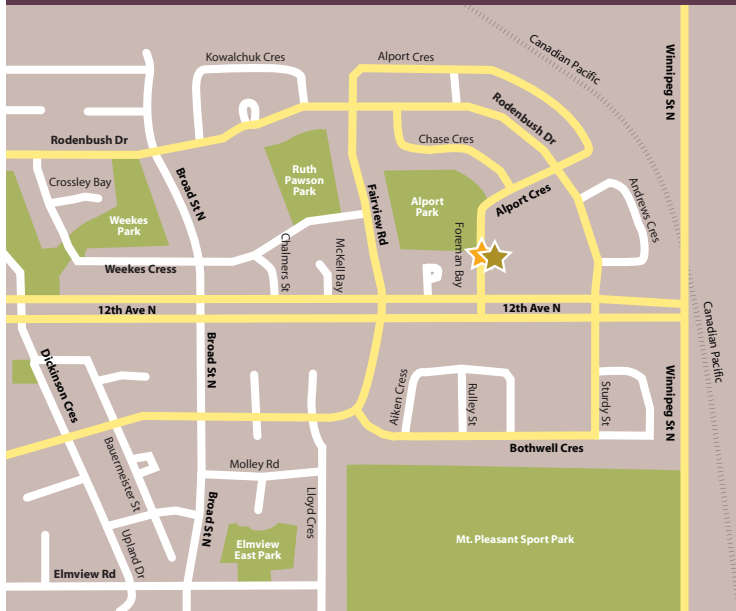 Kowalchuk Cres
Alport Cres
Canadian Pacific
Winnipeg St N
Rodenbush Dr
Rodenbush Dr
Chase Cres
Crossley Bay
Broad St N
Ruth
Pawson
Park
Fairview Rd
Alport
Park
Alport Cres
Andrews Cres
Weekes
Park
Foreman Bay
Weekes Cress
Chalmers St
McKell Bay
12th Ave N
12th Ave N
Canadian Pacific
Dickinson Cres
Broad St N
Aiken Cress
Rulley St
Sturdy St
Winnipeg St N
Bauermeister St
Bothwell Cres
Molley Rd
Broad St N
Lloyd Cres
Upland Dr
Elmview
East Park
Mt. Pleasant Sport Park
Elmview Rd